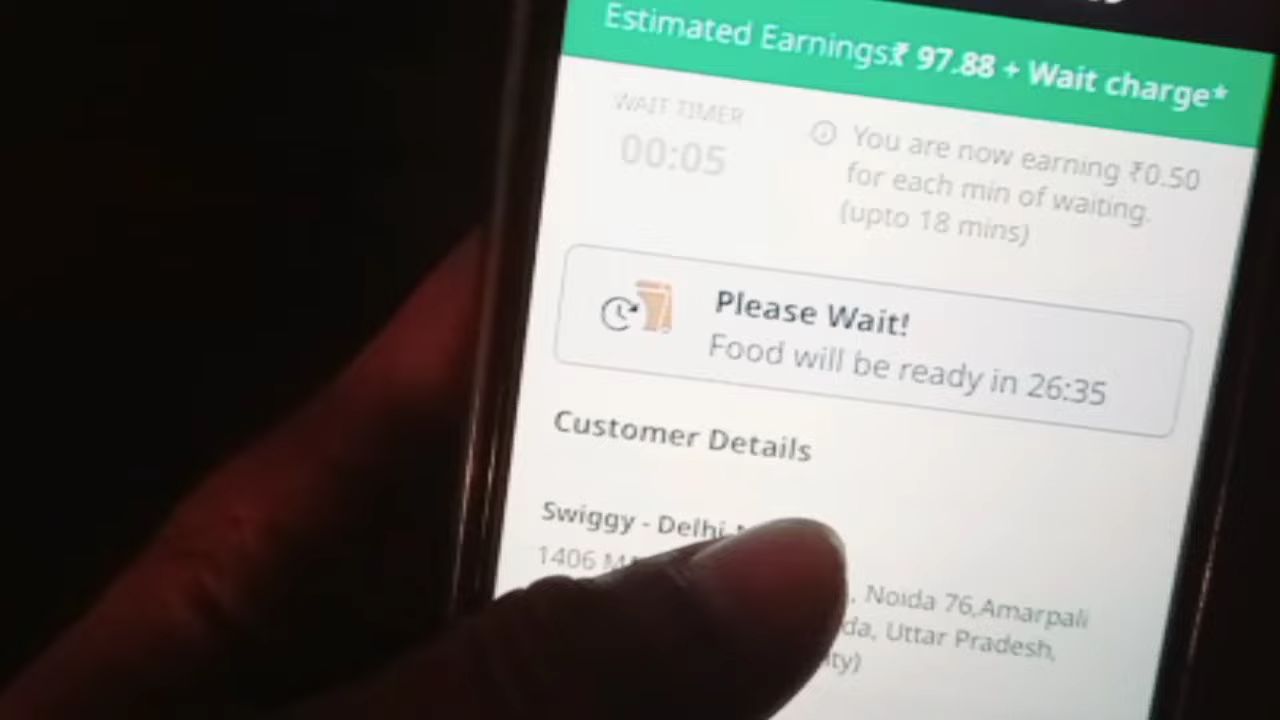 Estimated Earnings:₹ 97.88 + Wait charge*
WAIT TIMER
00:05
You are now earning ₹0.50
for each min of waiting.
(upto 18 mins)
Please Wait!
Food will be ready in 26:35
Customer Details
Swiggy - Delhi
1406
, Noida 76,Amarpali
da, Uttar Pradesh,
ity)